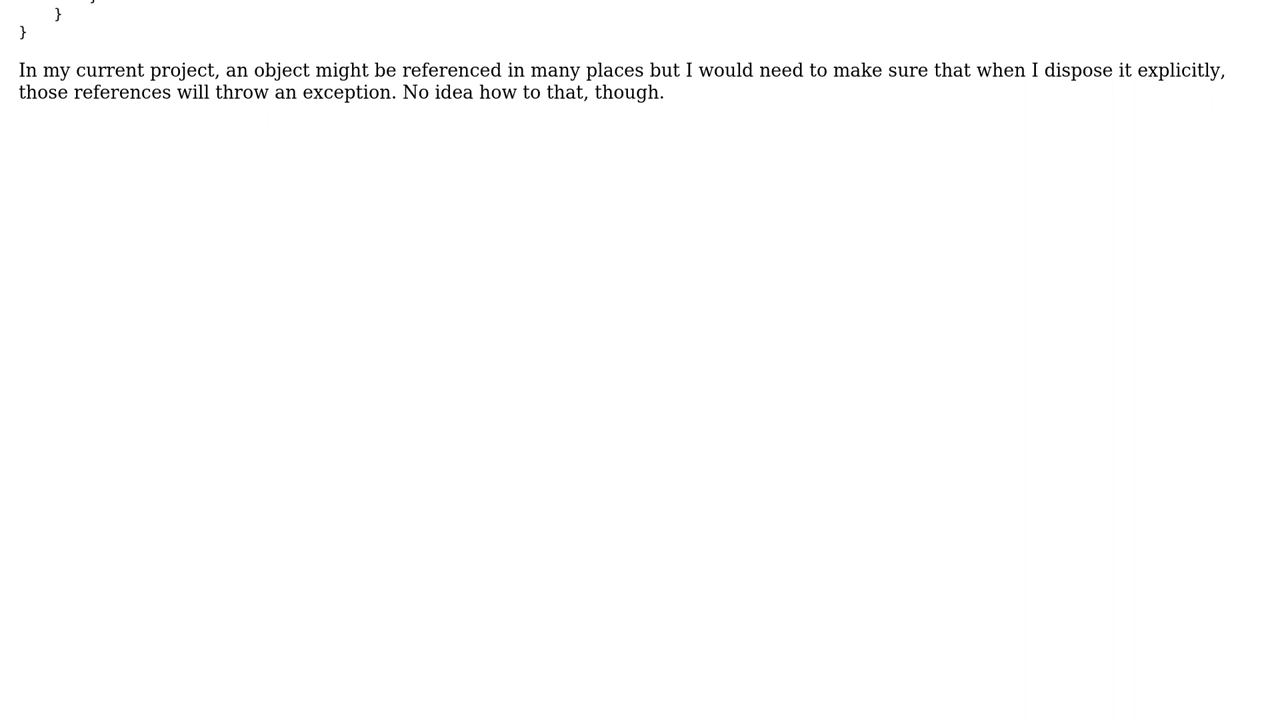 }
}
In my current project, an object might be referenced in many places but I would need to make sure that when I dispose it explicitly,
those references will throw an exception. No idea how to that, though.